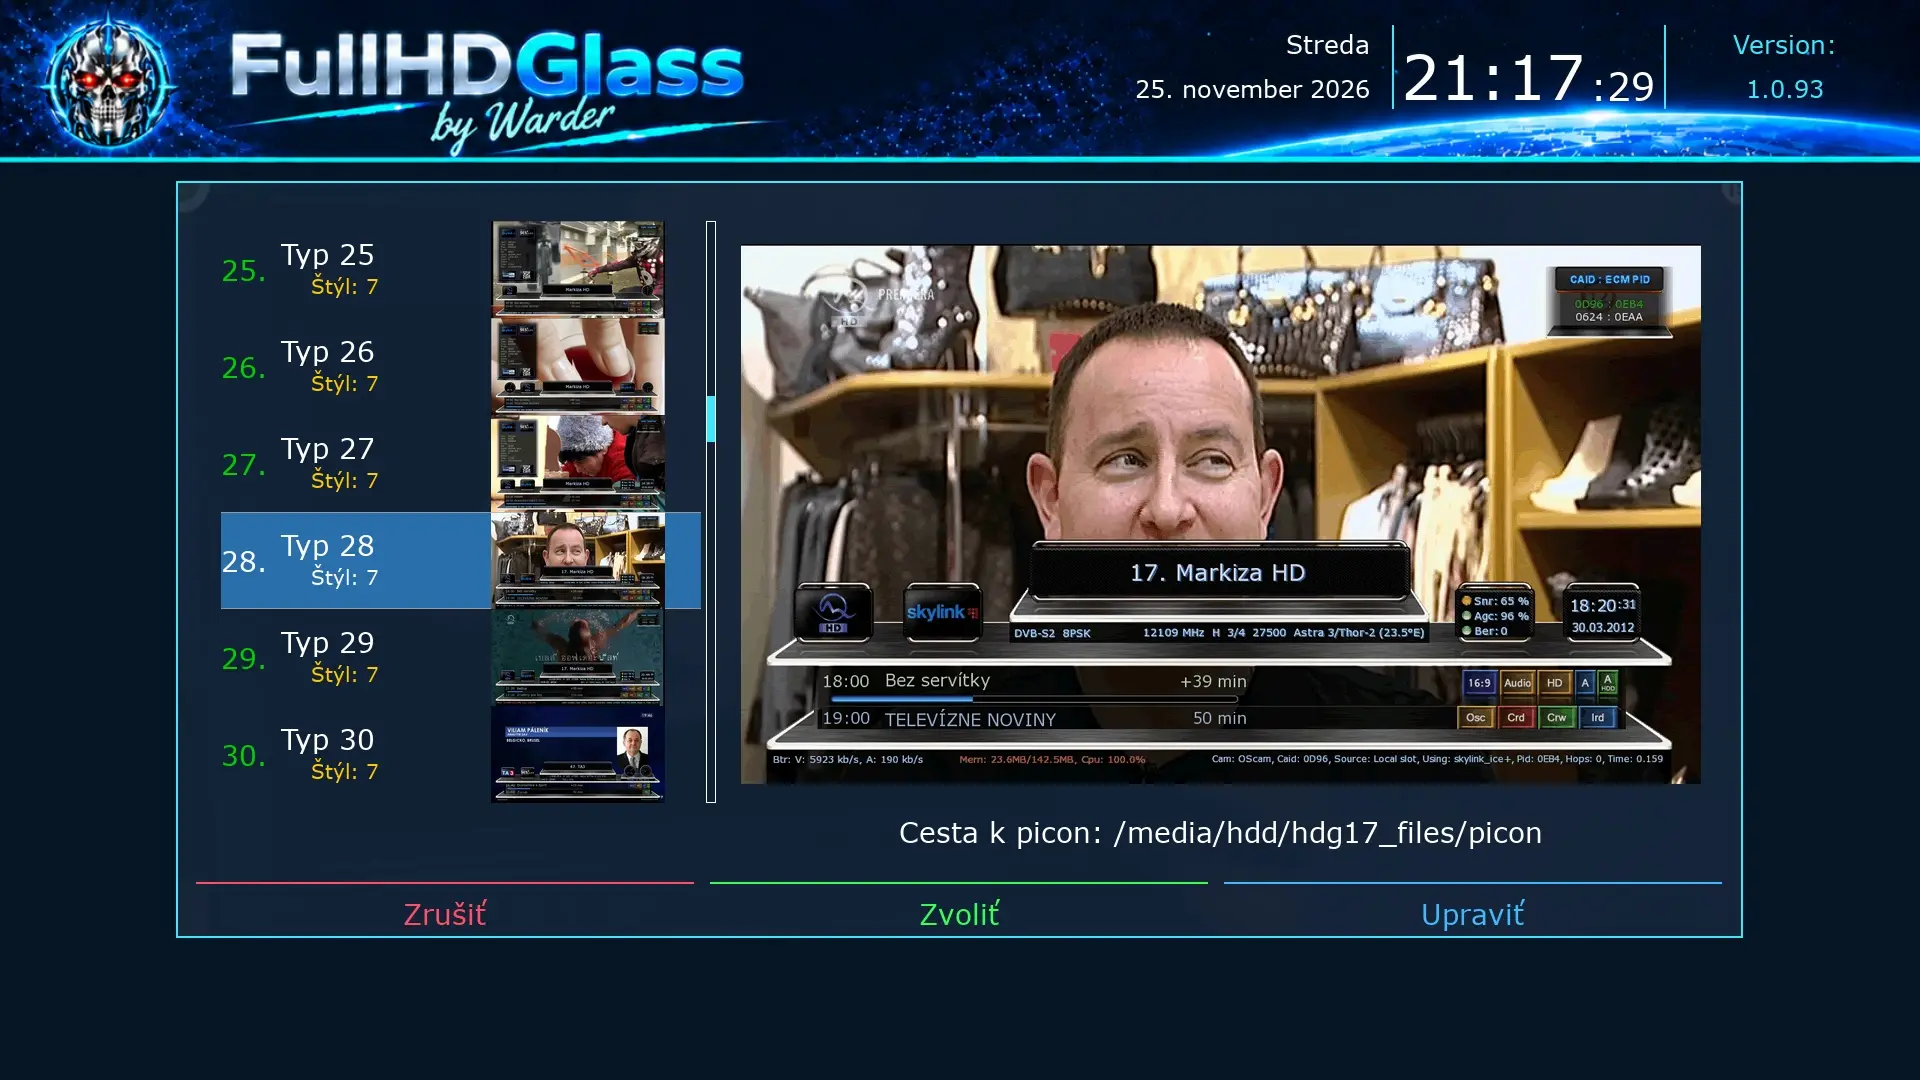 FullHDGlass
by Warder
Streda
25. november 2026
21:17:29
Version:
1.0.93
25.
Typ 25
Štýl: 7
26.
Typ 26
Štýl: 7
27.
Typ 27
Štýl: 7
28.
Typ 28
Štýl: 7
29.
Typ 29
Štýl: 7
30.
Typ 30
Štýl: 7
VILIAM PÁLENÍK
HD
CAID : ECM PID
0D96 : 0EB4
0624 : 0EAA
17. Markiza HD
HD
skylink
DVB-S2 8PSK
12109 MHz H 3/4 27500 Astra 3/Thor-2 (23.5°E)
Snr: 65 %
Agc: 96 %
Ber: 0
18:20:31
30.03.2012
18:00 Bez servítky +39 min
19:00 TELEVÍZNE NOVINY 50 min
16:9 Audio HD A A HDD
Osc Crd Crw Ird
Btr: V: 5923 kb/s, A: 190 kb/s
Mem: 23.6MB/142.5MB, Cpu: 100.0%
Cam: OScam, Caid: 0D96, Source: Local slot, Using: skylink_ice+, Pid: 0EB4, Hops: 0, Time: 0.159
Cesta k picon: /media/hdd/hdg17_files/picon
Zrušiť
Zvoliť
Upraviť